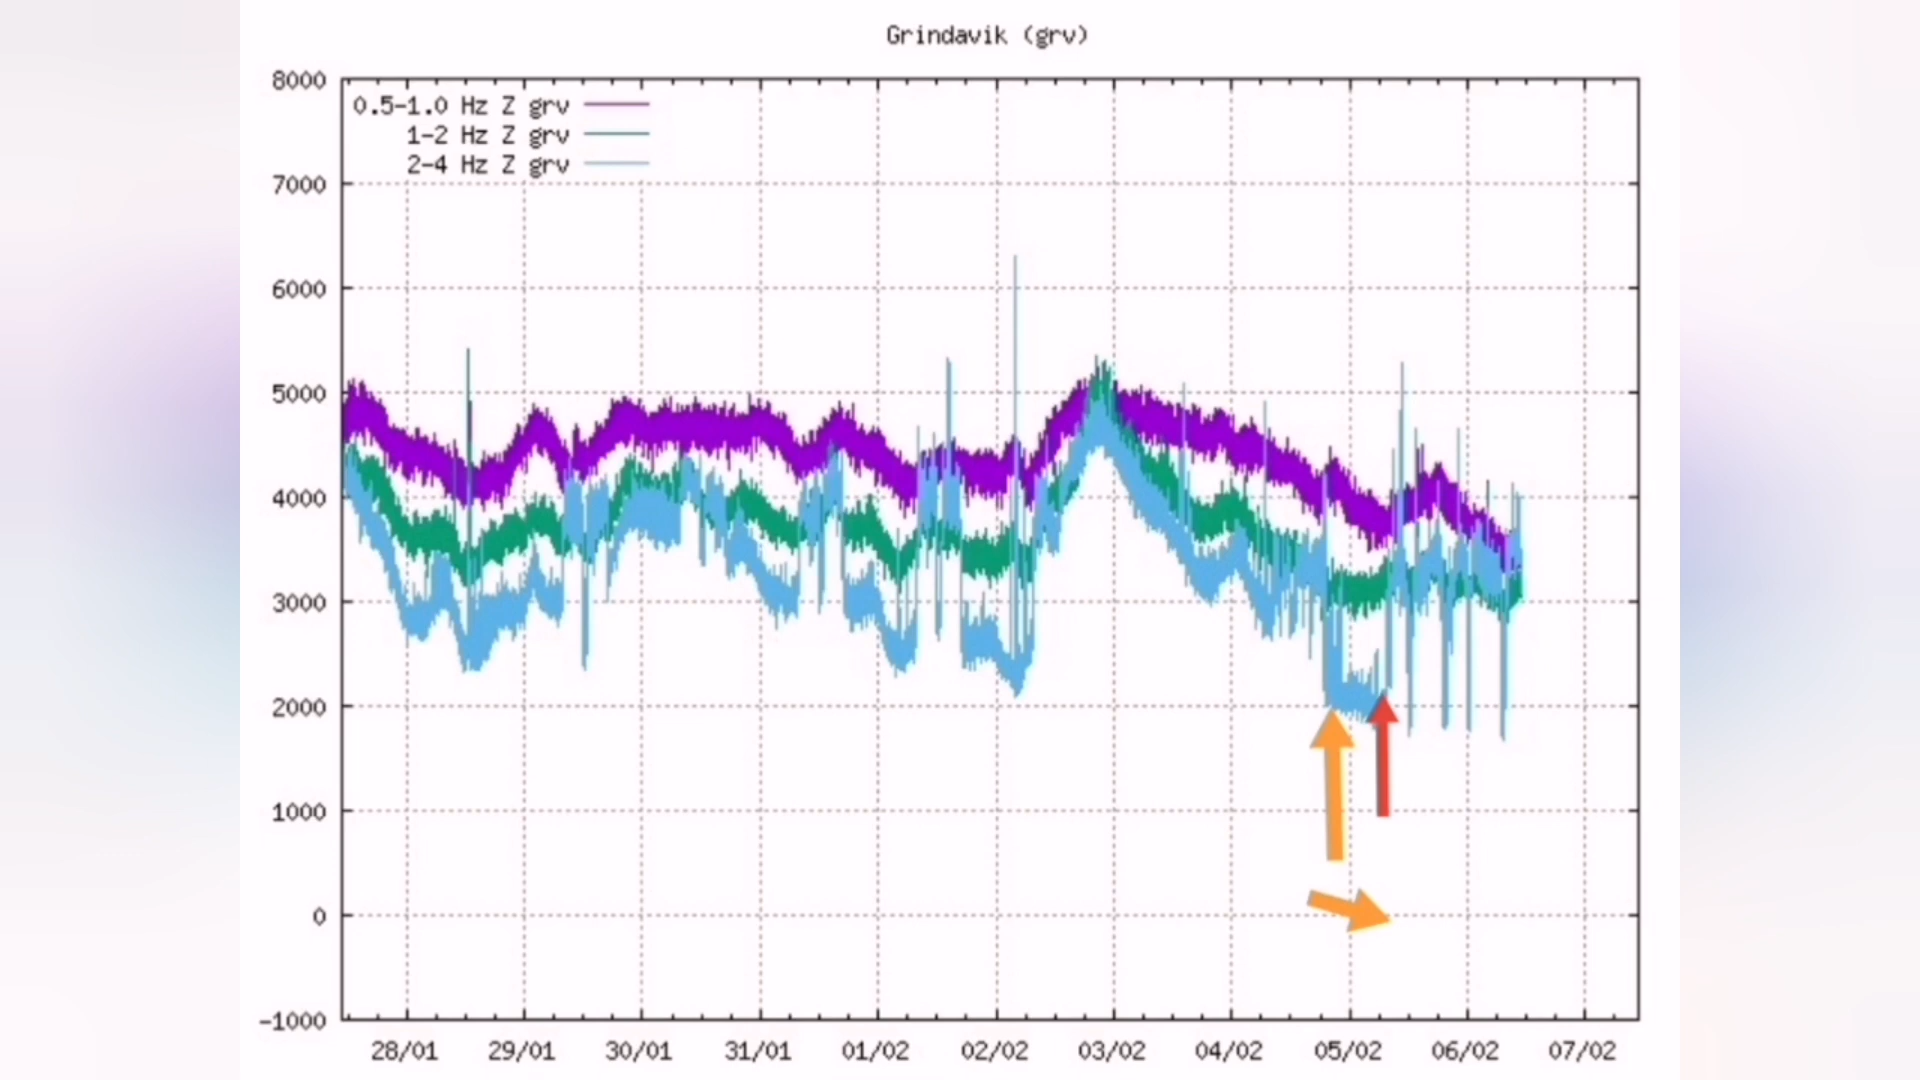 Grindavik (grv)
8000
0.5-1.0 Hz Z grv
1-2 Hz Z grv
2-4 Hz Z grv
7000
6000
5000
4000
3000
2000
1000
0
-1000
28/01 29/01 30/01 31/01 01/02 02/02 03/02 04/02 05/02 06/02 07/02